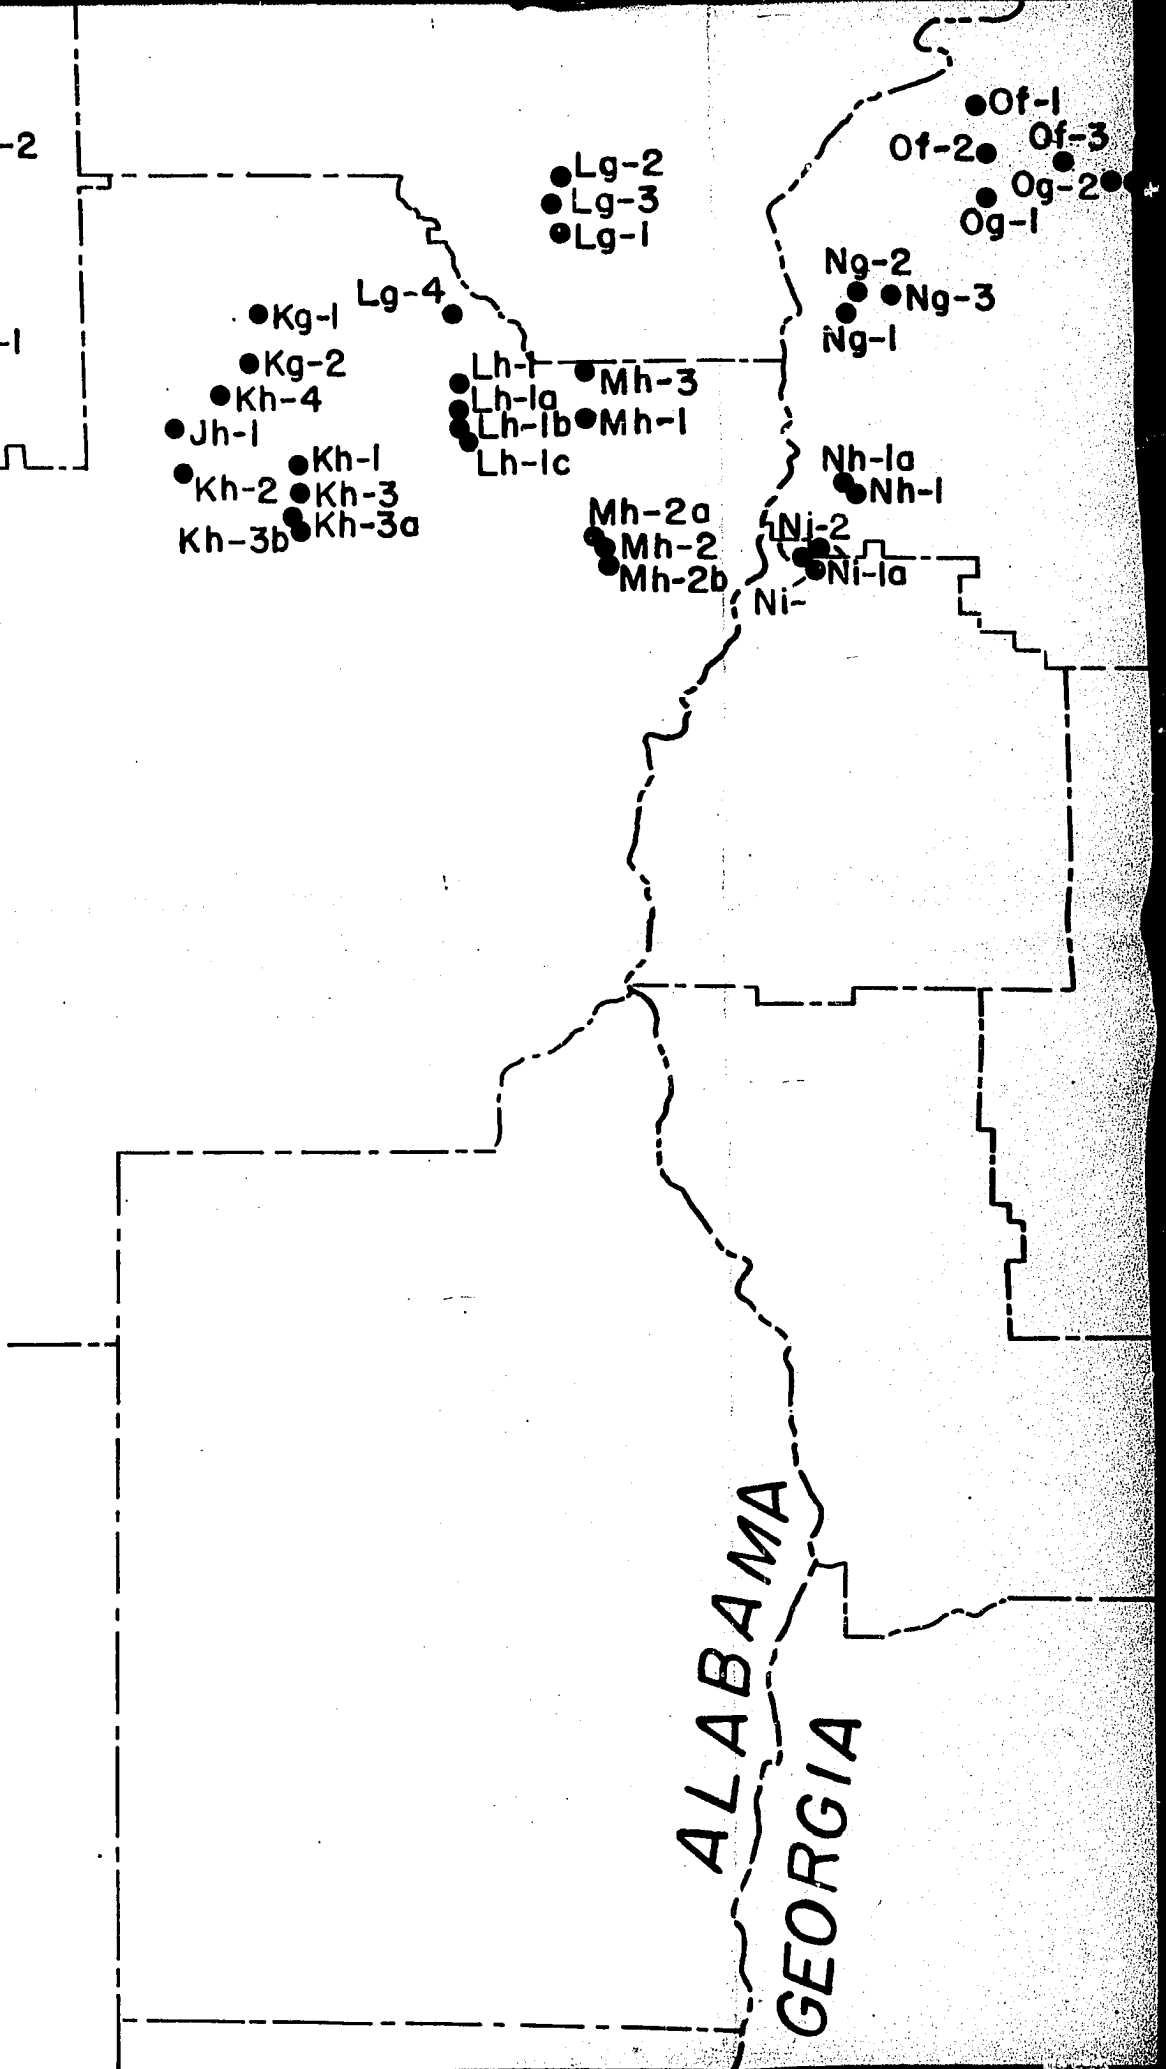 Of-1
-2
Of-2
Of-3
Lg-2
Og-2
Lg-3
Og-1
Lg-1
Ng-2
Lg-4
Ng-3
Kg-1
Ng-1
-1
Kg-2
Lh-1
Mh-3
Kh-4
Lh-1a
Jh-1
Lh-1b
Mh-1
Kh-1
Lh-1c
Nh-1a
Kh-2
Kh-3
Nh-1
Mh-2a
Kh-3a
Ni-2
Kh-3b
Mh-2
Mh-2b
Ni-1a
Ni-
ALABAMA
GEORGIA